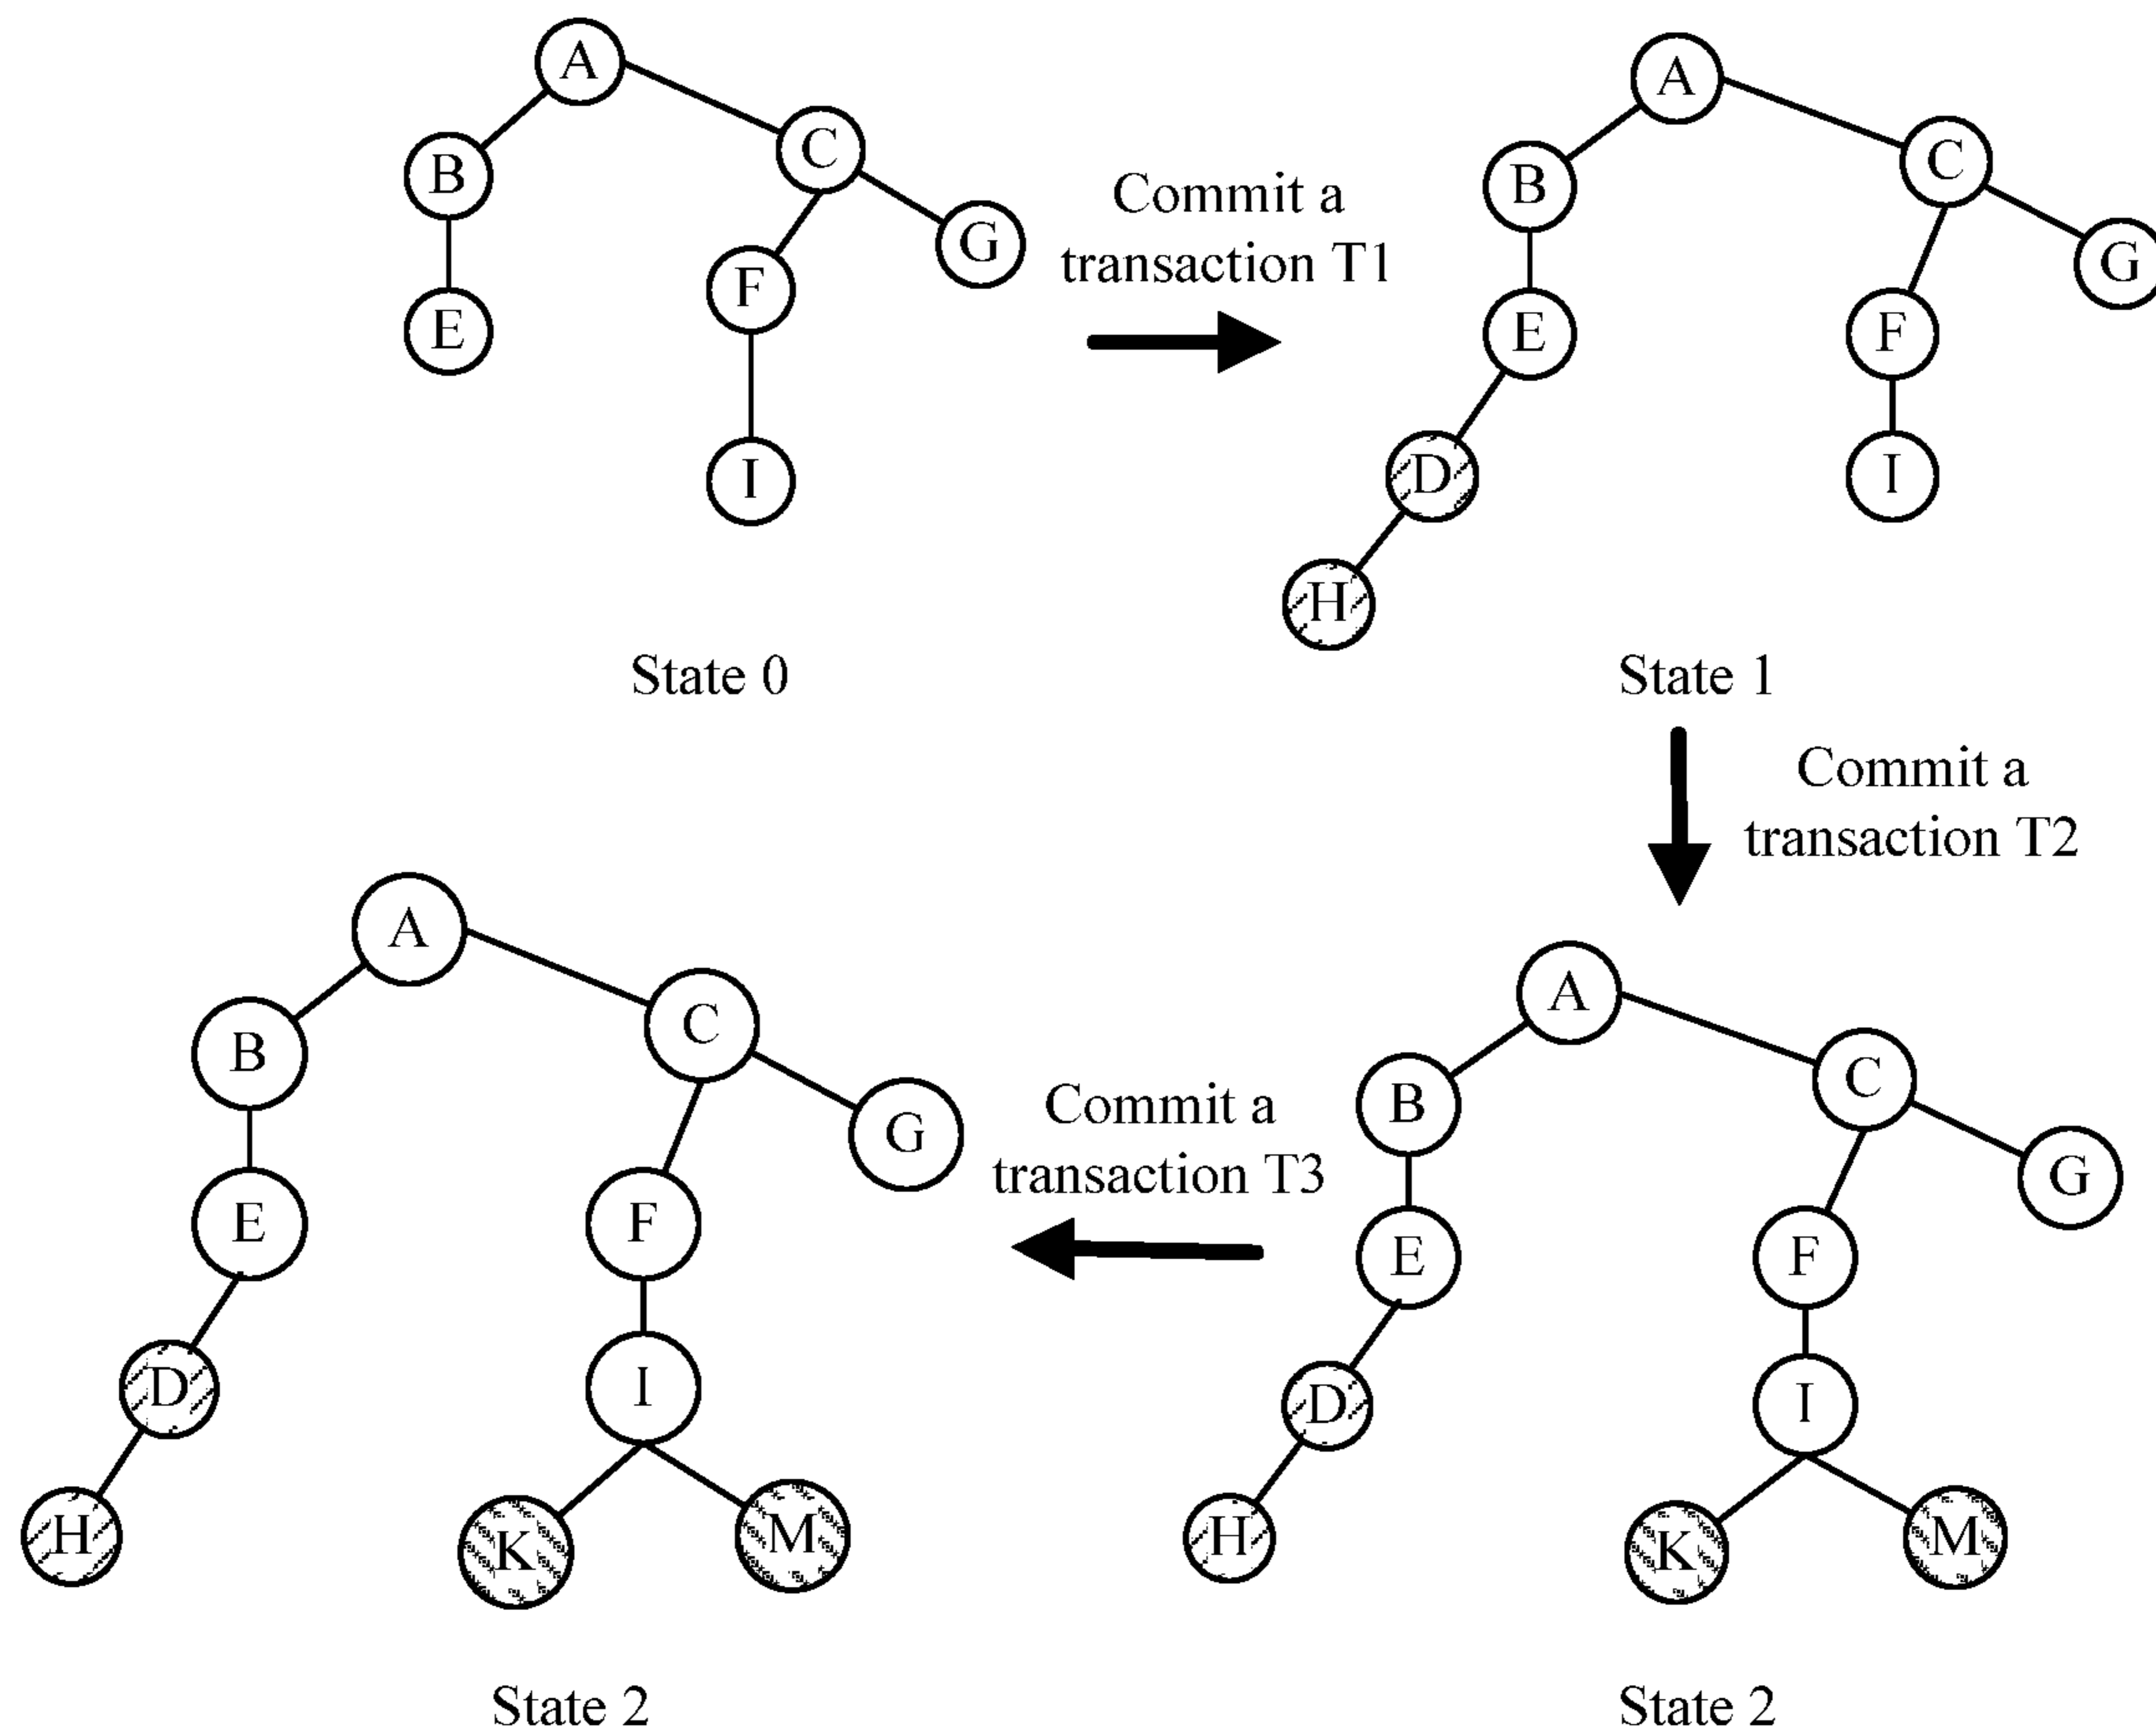 A
B
C
G
F
E
I
State 0
Commit a
transaction T1
A
C
B
G
E
F
D
I
H
State 1
Commit a
transaction T2
A
C
B
G
E
F
D
I
H
K
M
State 2
Commit a
transaction T3
A
C
B
G
E
F
D
I
H
K
M
State 2